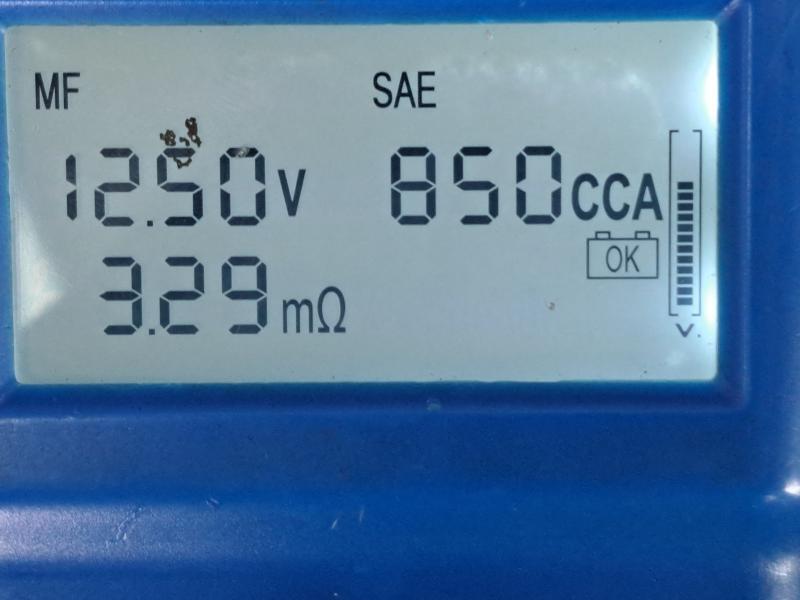 MF SAE
12.50V 850CCA
OK
3.29mΩ
V.